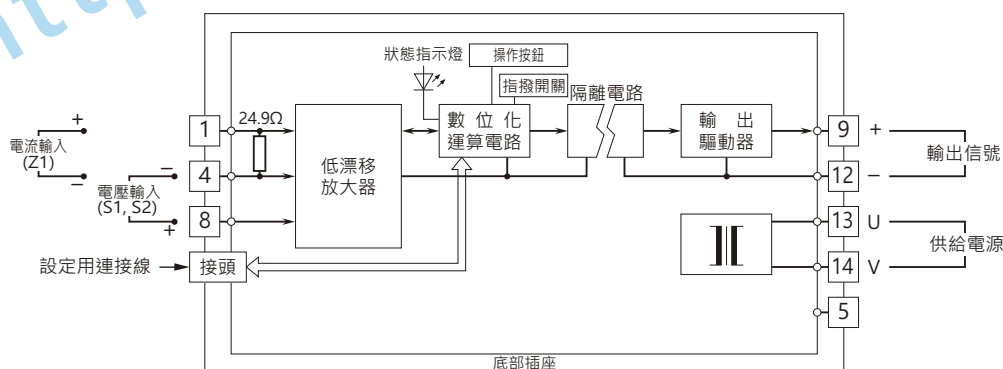 http
狀態指示燈
操作按鈕
指撥開關
隔離電路
24.9Ω
1
4
8
接頭
+
電流輸入
(Z1)
−
−
電壓輸入
(S1, S2)
+
設定用連接線
低漂移
放大器
數位化
運算電路
輸出
驅動器
9 +
12 −
輸出信號
13 U
14 V
供給電源
5
底部插座